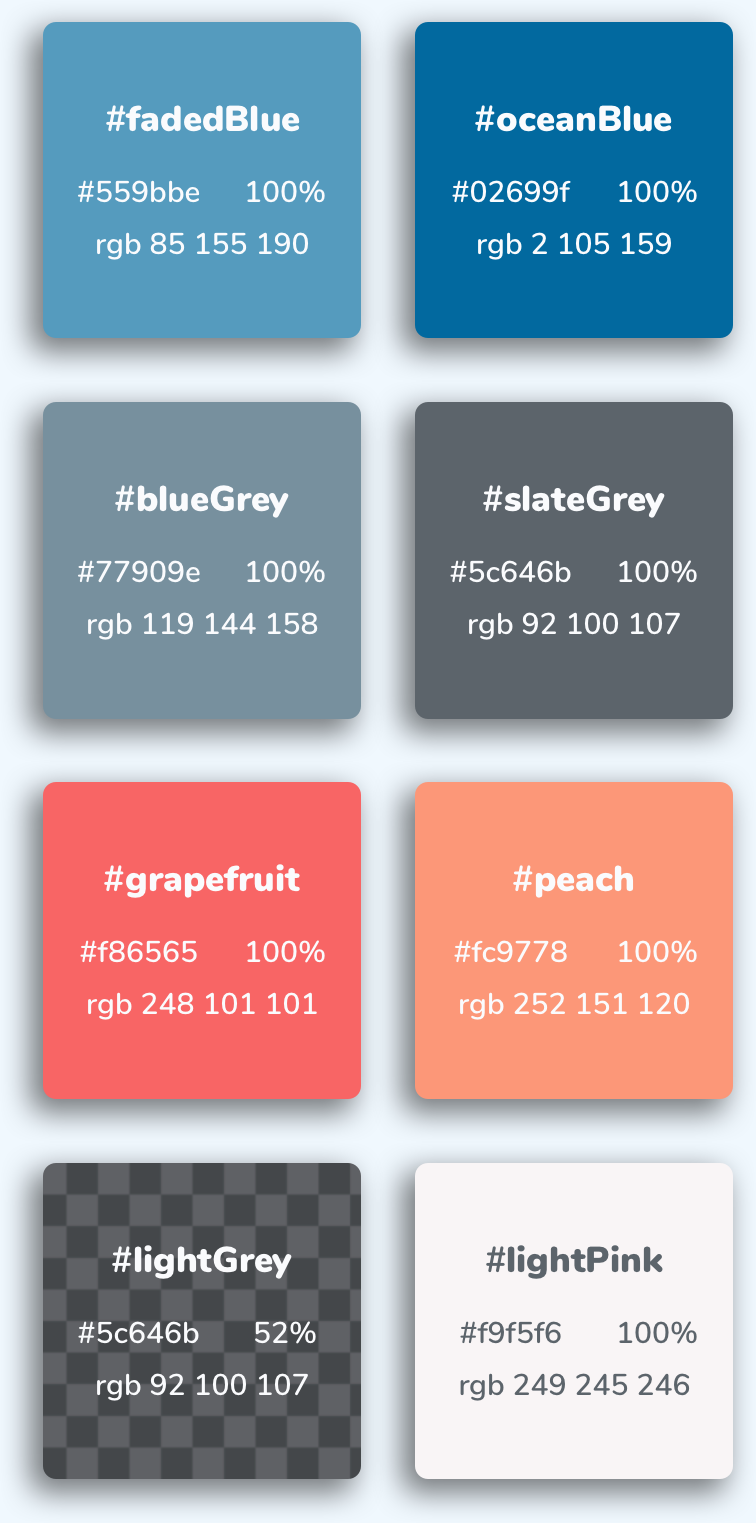 #fadedBlue
#559bbe 100%
rgb 85 155 190
#oceanBlue
#02699f 100%
rgb 2 105 159
#blueGrey
#77909e 100%
rgb 119 144 158
#slateGrey
#5c646b 100%
rgb 92 100 107
#grapefruit
#f86565 100%
rgb 248 101 101
#peach
#fc9778 100%
rgb 252 151 120
#lightGrey
#5c646b 52%
rgb 92 100 107
#lightPink
#f9f5f6 100%
rgb 249 245 246